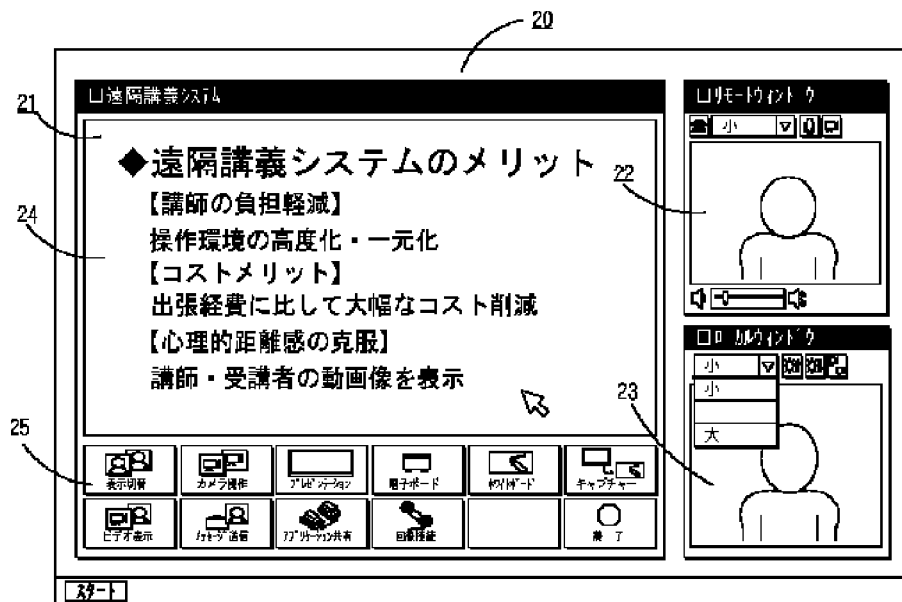 20
21
□遠隔講義システム
◆遠隔講義システムのメリット
【講師の負担軽減】
操作環境の高度化・一元化
【コストメリット】
出張経費に比して大幅なコスト削減
【心理的距離感の克服】
講師・受講者の動画像を表示
24
25
表示切替
カメラ操作
プレゼンテーション
電子ボード
ホワイトボード
キャプチャー
ビデオ表示
メッセージ送信
アプリケーション共有
回線接続
終 了
□リモートウィンドウ
小
22
□ローカルウィンドウ
小
小
大
23
スタート